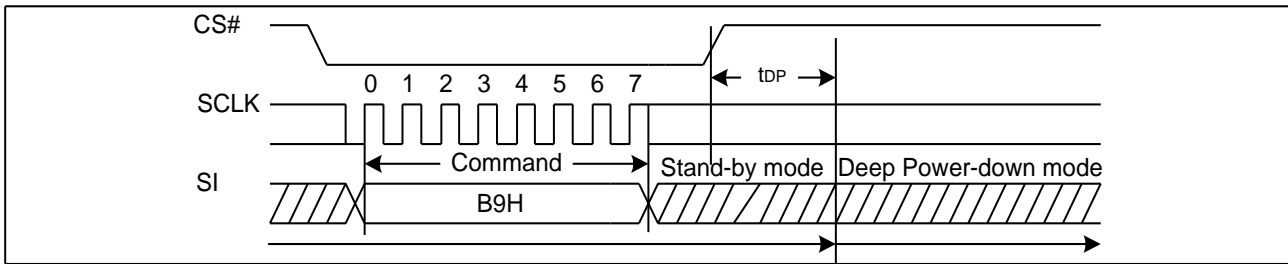 CS#
tDP
0 1 2 3 4 5 6 7
SCLK
Command
Stand-by mode Deep Power-down mode
SI
B9H